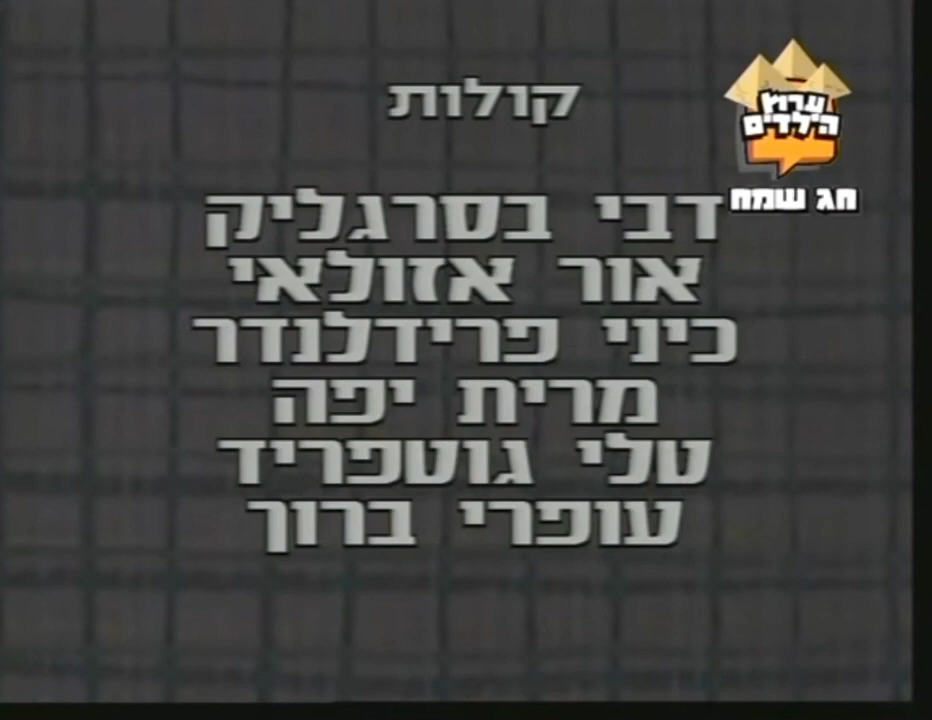 קולות
ערוץ
הילדים
חג שמח
דבי בסרגליק
אור אזולאי
כיני פרידלנדר
מרית יפה
טלי גוטפריד
עופרי ברוך